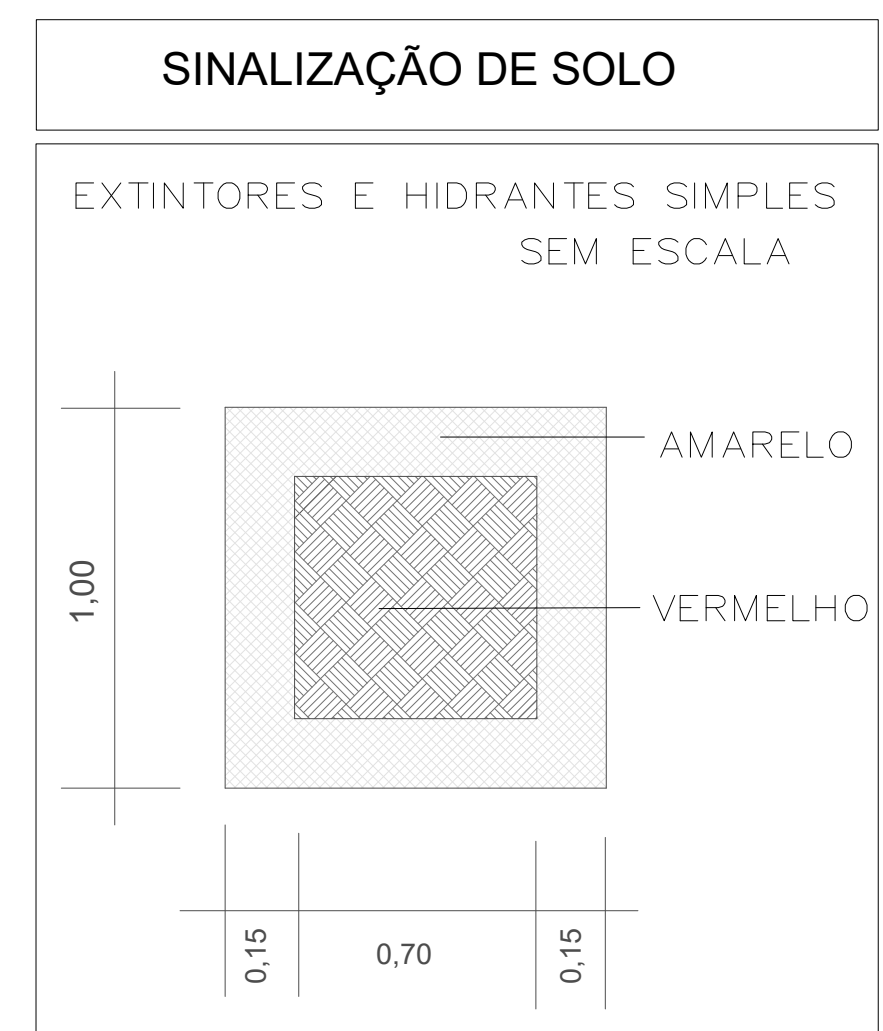 SINALIZAÇÃO DE SOLO
EXTINTORES E HIDRANTES SIMPLES
SEM ESCALA
AMARELO
1,00
VERMELHO
0,15
0,70
0,15